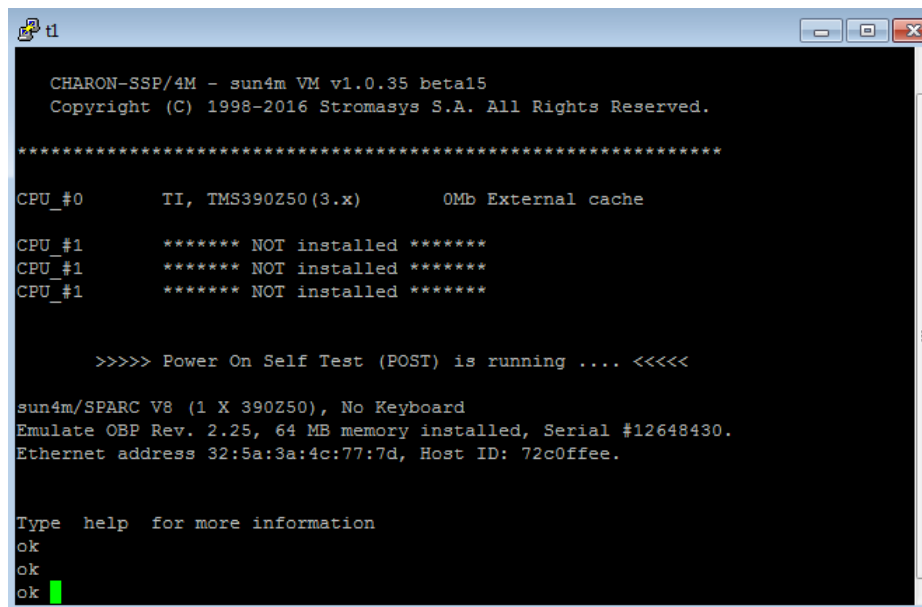 t1
CHARON-SSP/4M - sun4m VM v1.0.35 beta15
Copyright (C) 1998-2016 Stromasys S.A. All Rights Reserved.
***************************************************************
CPU_#0 TI, TMS390Z50(3.x) 0Mb External cache
CPU_#1 ******* NOT installed *******
CPU_#1 ******* NOT installed *******
CPU_#1 ******* NOT installed *******
>>>>> Power On Self Test (POST) is running .... <<<<<
sun4m/SPARC V8 (1 X 390Z50), No Keyboard
Emulate OBP Rev. 2.25, 64 MB memory installed, Serial #12648430.
Ethernet address 32:5a:3a:4c:77:7d, Host ID: 72c0ffee.
Type help for more information
ok
ok
ok